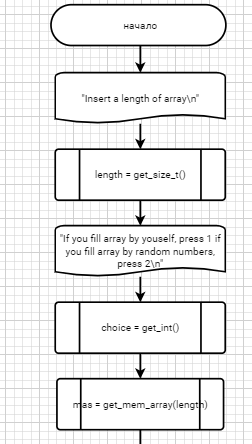 начало
"Insert a length of array\n"
length = get_size_t()
"If you fill array by youself, press 1 if
you fill array by random numbers,
press 2\n"
choice = get_int()
mas = get_mem_array(length)